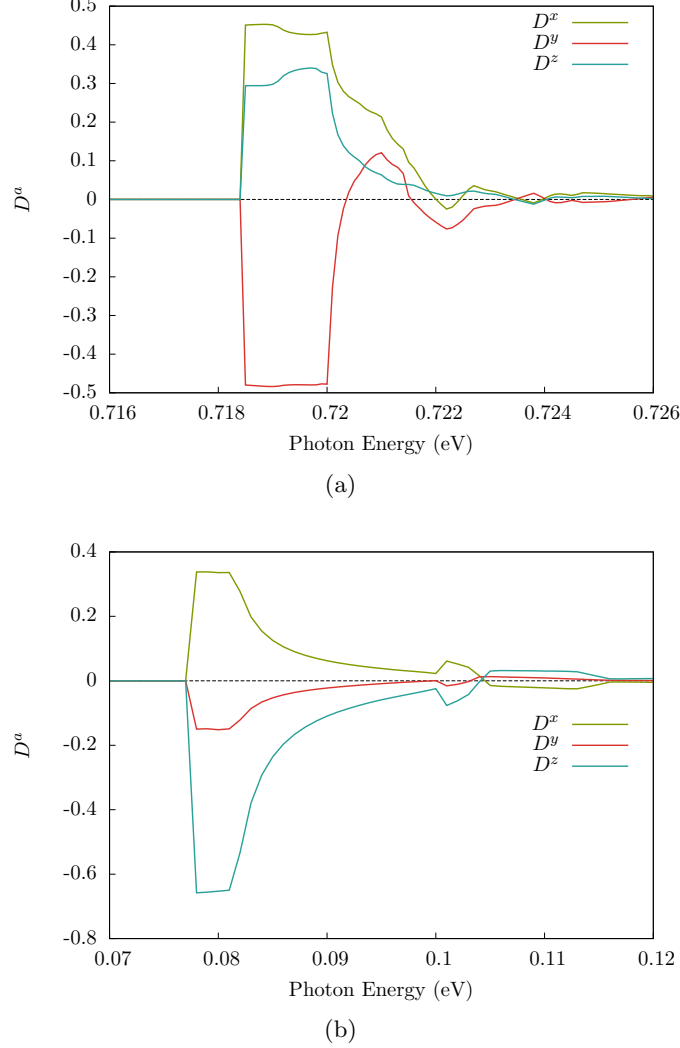 0.5
0.4
0.3
0.2
0.1
0
-0.1
-0.2
-0.3
-0.4
-0.5
D^a
D^x
D^y
D^z
0.716 0.718 0.72 0.722 0.724 0.726
Photon Energy (eV)
(a)
0.4
0.2
0
-0.2
-0.4
-0.6
-0.8
D^a
D^x
D^y
D^z
0.07 0.08 0.09 0.1 0.11 0.12
Photon Energy (eV)
(b)